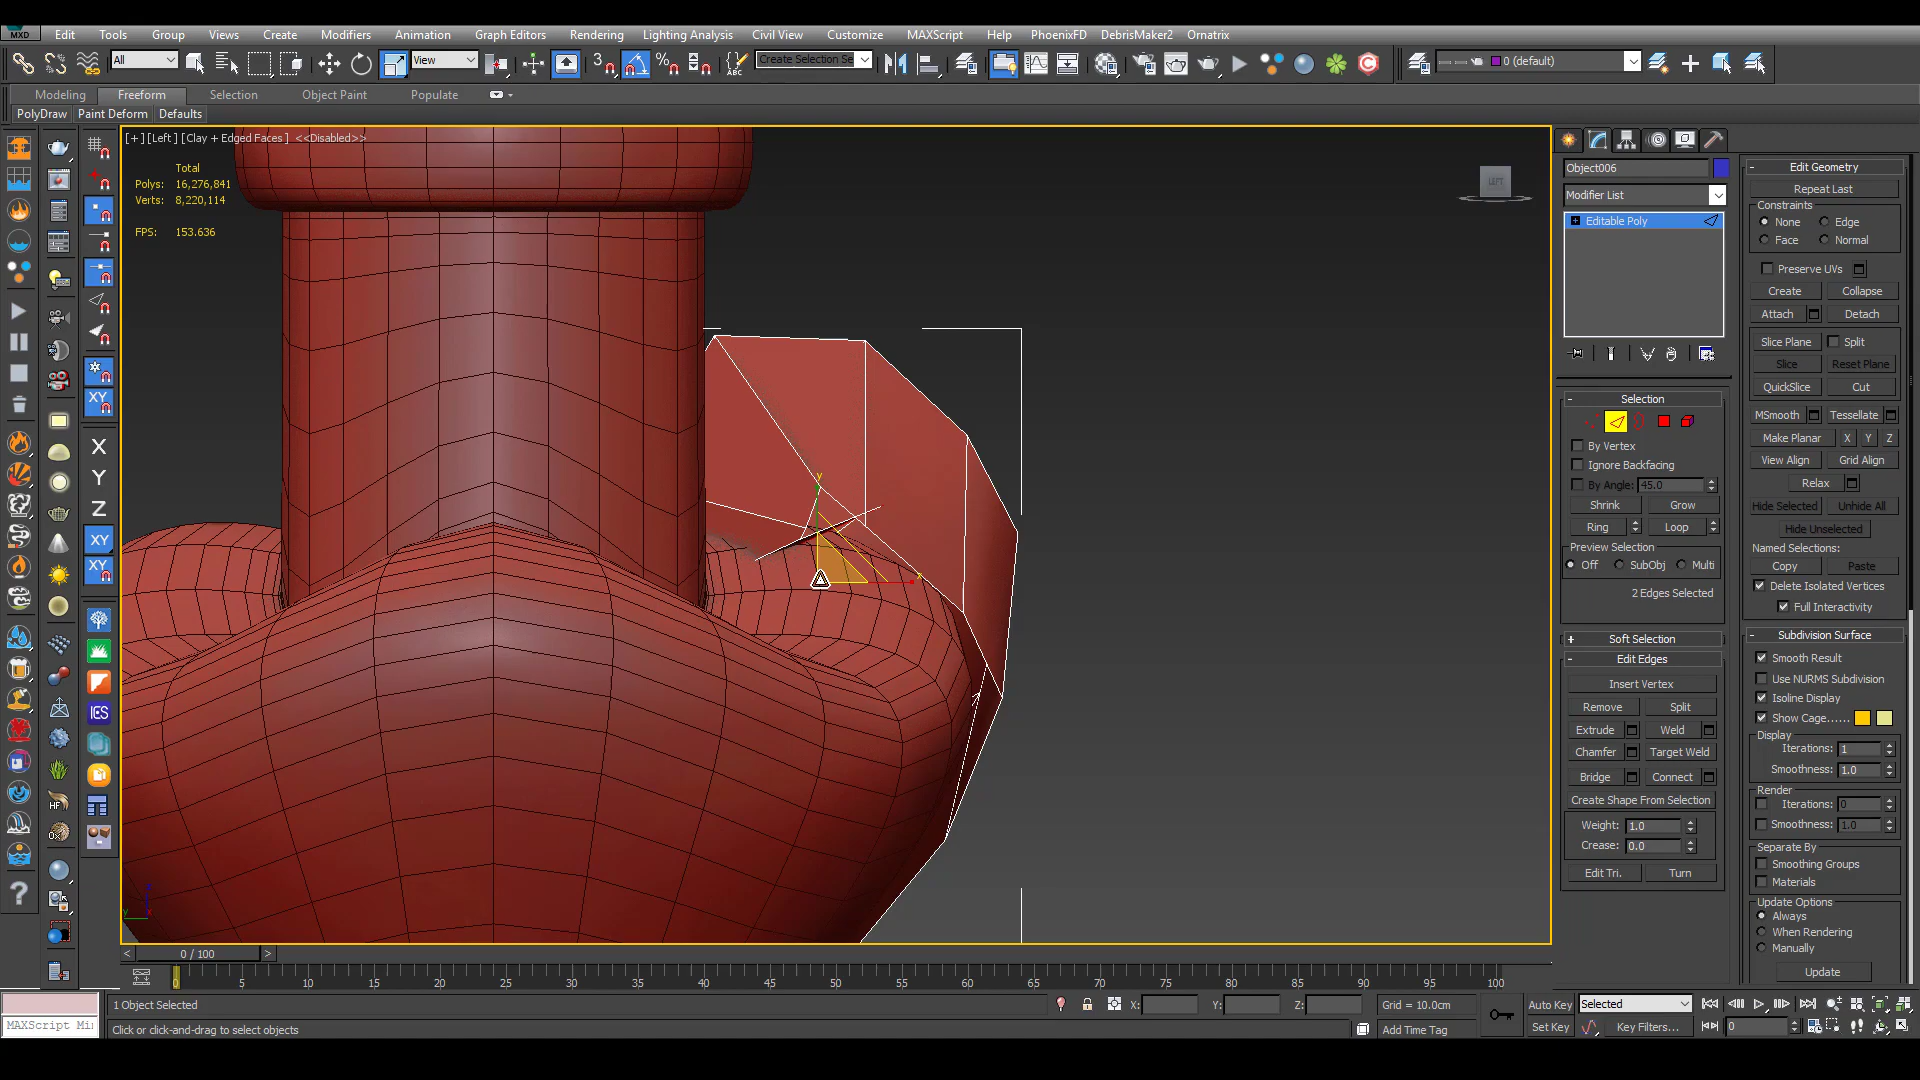 MXD Edit Tools Group Views Create Modifiers Animation Graph Editors Rendering Lighting Analysis Civil View Customize MAXScript Help PhoenixFD DebrisMaker2 Ornatrix
All View 3 ABC Create Selection Se 0 (default)
Modeling Freeform Selection Object Paint Populate
PolyDraw Paint Deform Defaults
[+] [Left] [Clay + Edged Faces] <<Disabled>>
Total
Polys: 16,276,841
Verts: 8,220,114
FPS: 153.636
LEFT
XY
X
Y
Z
XY
XY
IES
HF
y
x
Object006
Modifier List
Editable Poly
- Selection
By Vertex
Ignore Backfacing
By Angle: 45.0
Shrink Grow
Ring Loop
Preview Selection
Off SubObj Multi
2 Edges Selected
+ Soft Selection
- Edit Edges
Insert Vertex
Remove Split
Extrude Weld
Chamfer Target Weld
Bridge Connect
Create Shape From Selection
Weight: 1.0
Crease: 0.0
Edit Tri. Turn
- Edit Geometry
Repeat Last
Constraints
None Edge
Face Normal
Preserve UVs
Create Collapse
Attach Detach
Slice Plane Split
Slice Reset Plane
QuickSlice Cut
MSmooth Tessellate
Make Planar X Y Z
View Align Grid Align
Relax
Hide Selected Unhide All
Hide Unselected
Named Selections:
Copy Paste
Delete Isolated Vertices
Full Interactivity
- Subdivision Surface
Smooth Result
Use NURMS Subdivision
Isoline Display
Show Cage......
Display
Iterations: 1
Smoothness: 1.0
Render
Iterations: 0
Smoothness: 1.0
Separate By
Smoothing Groups
Materials
Update Options
Always
When Rendering
Manually
Update
< 0 / 100 >
0 5 10 15 20 25 30 35 40 45 50 55 60 65 70 75 80 85 90 95 100
1 Object Selected X: Y: Z: Grid = 10.0cm Auto Key Selected
MAXScript Mi
Click or click-and-drag to select objects Add Time Tag Set Key Key Filters... 0